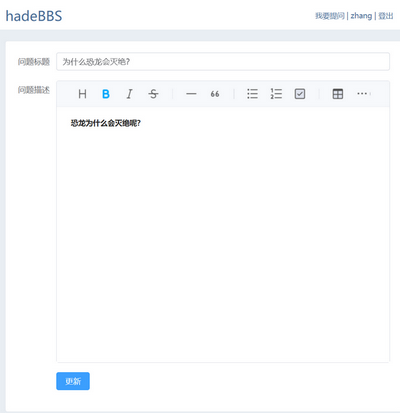 hadeBBS
我要提问 | zhang | 登出
问题标题
为什么恐龙会灭绝?
问题描述
H B I S 66
恐龙为什么会灭绝呢?
更新